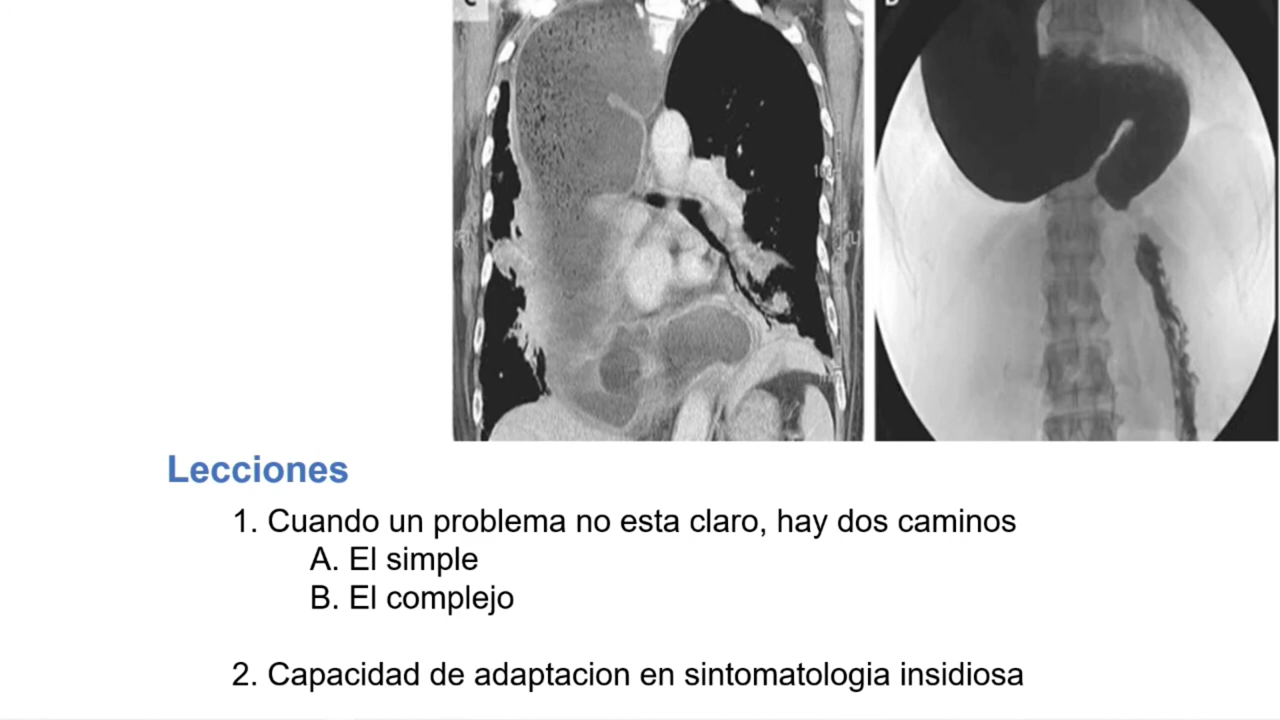 Lecciones
1. Cuando un problema no esta claro, hay dos caminos
A. El simple
B. El complejo
2. Capacidad de adaptacion en sintomatologia insidiosa